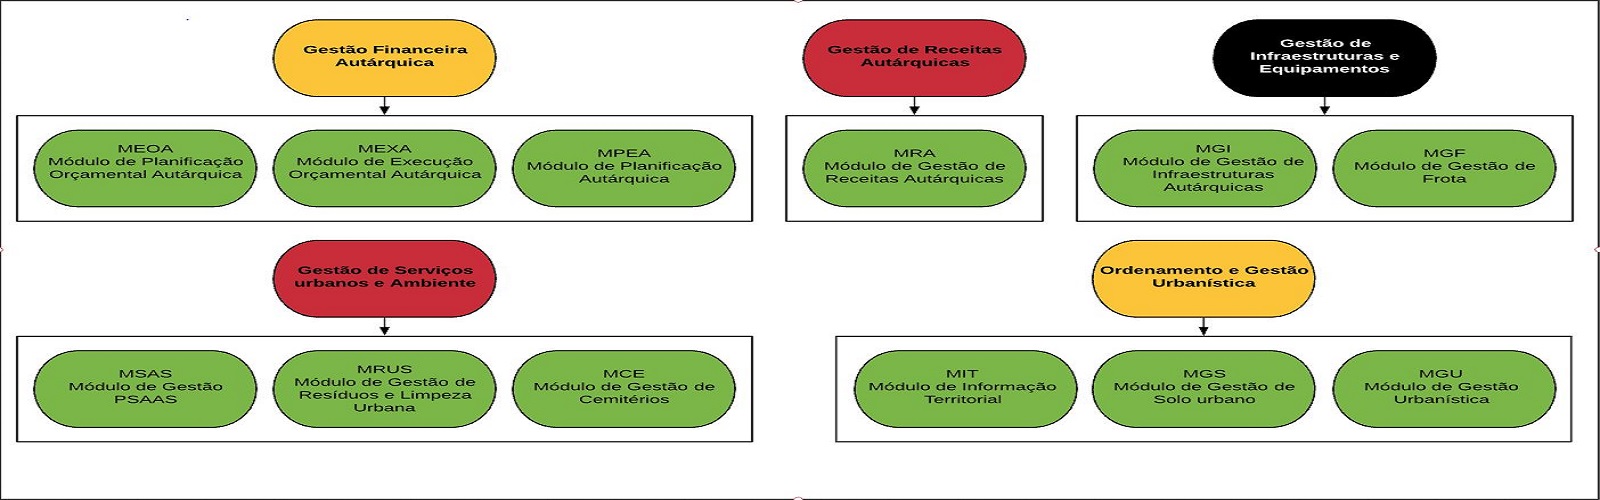 Gestão Financeira
Autárquica
MEOA
Módulo de Planificação
Orçamental Autárquica
MEXA
Módulo de Execução
Orçamental Autárquica
MPEA
Módulo de Planificação
Autárquica
Gestão de Receitas
Autárquicas
MRA
Módulo de Gestão de
Receitas Autárquicas
Gestão de
Infraestruturas e
Equipamentos
MGI
Módulo de Gestão de
Infraestruturas
Autárquicas
MGF
Módulo de Gestão de
Frota
Gestão de Serviços
urbanos e Ambiente
MSAS
Módulo de Gestão
PSAAS
MRUS
Módulo de Gestão de
Resíduos e Limpeza
Urbana
MCE
Módulo de Gestão de
Cemitérios
Ordenamento e Gestão
Urbanística
MIT
Módulo de Informação
Territorial
MGS
Módulo de Gestão de
Solo urbano
MGU
Módulo de Gestão
Urbanística